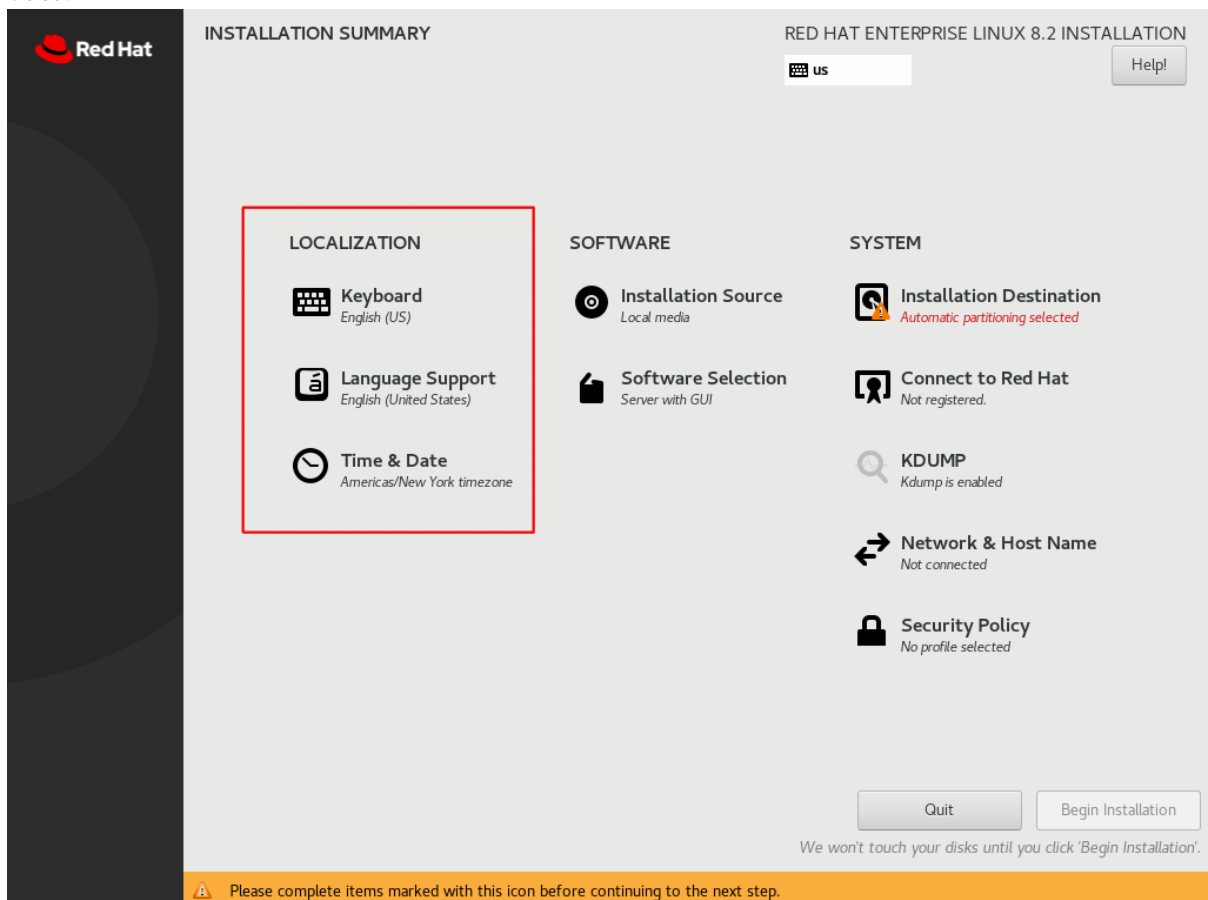 Red Hat
INSTALLATION SUMMARY
RED HAT ENTERPRISE LINUX 8.2 INSTALLATION
us
Help!
LOCALIZATION
Keyboard
English (US)
Language Support
English (United States)
Time & Date
Americas/New York timezone
SOFTWARE
Installation Source
Local media
Software Selection
Server with GUI
SYSTEM
Installation Destination
Automatic partitioning selected
Connect to Red Hat
Not registered.
KDUMP
Kdump is enabled
Network & Host Name
Not connected
Security Policy
No profile selected
Quit
Begin Installation
We won't touch your disks until you click 'Begin Installation'.
Please complete items marked with this icon before continuing to the next step.